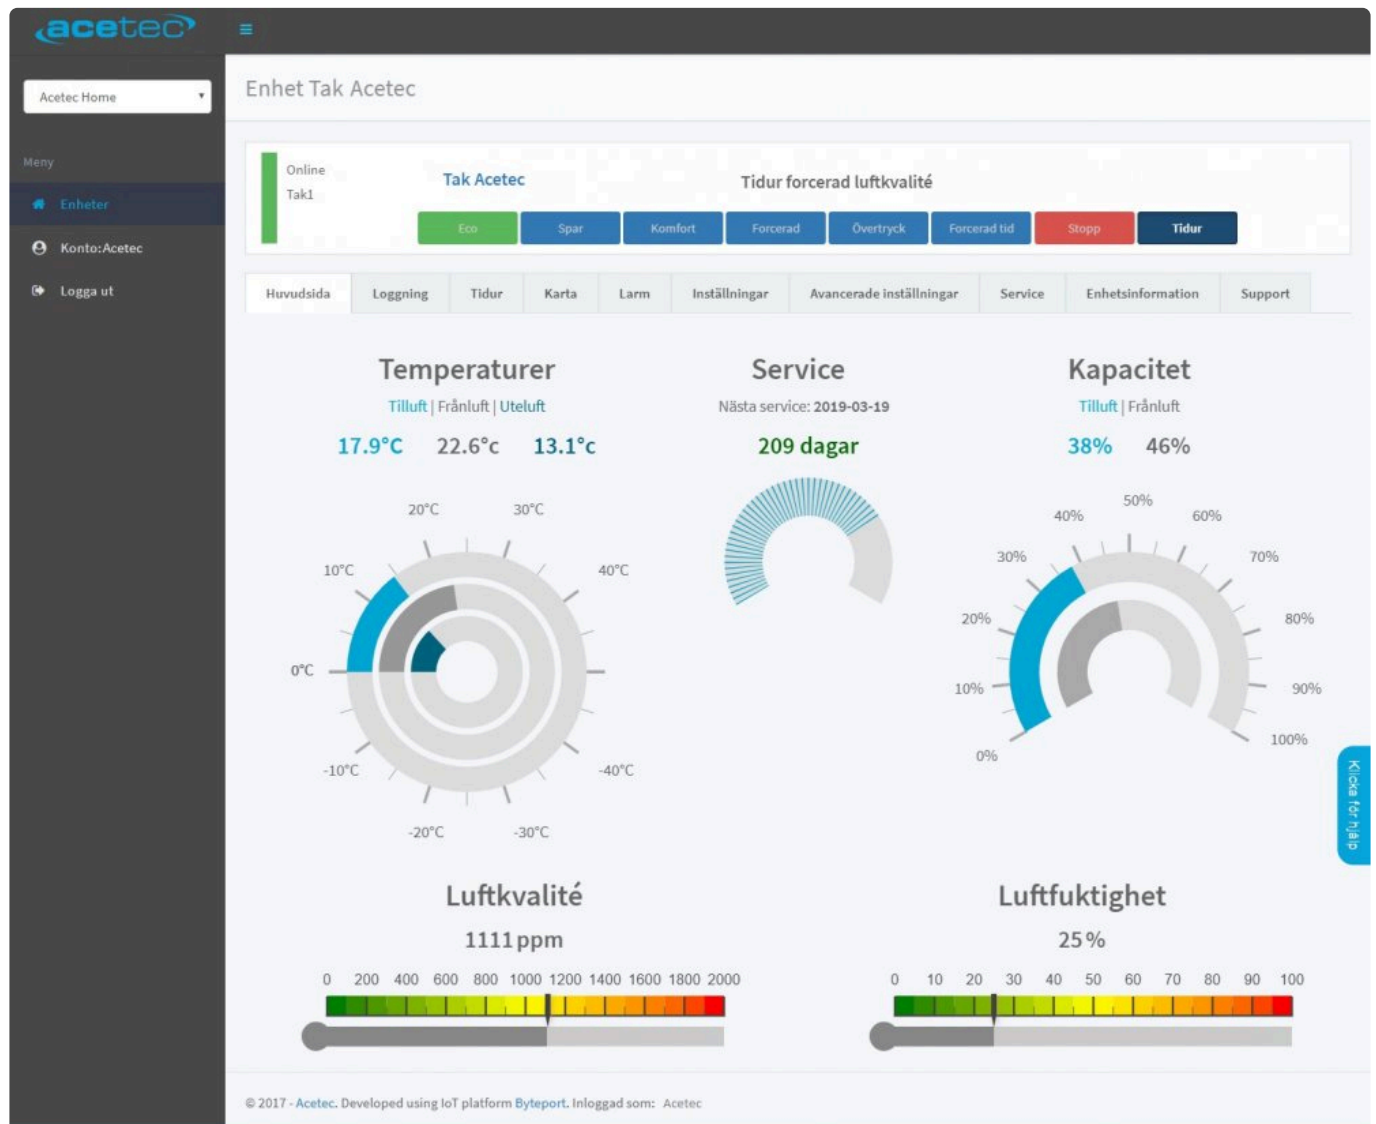 acetec
Acetec Home
Enhet Tak Acetec
Meny
Enheter
Konto:Acetec
Logga ut
Online
Tak1
Tak Acetec
Tidur forcerad luftkvalité
Eco Spar Komfort Forcerad Övertryck Forcerad tid Stopp Tidur
Huvudsida Loggning Tidur Karta Larm Inställningar Avancerade inställningar Service Enhetsinformation Support
Temperaturer
Tilluft | Frånluft | Uteluft
17.9°C 22.6°c 13.1°c
20°C 30°C
10°C 40°C
0°C
-10°C -40°C
-20°C -30°C
Service
Nästa service: 2019-03-19
209 dagar
Kapacitet
Tilluft | Frånluft
38% 46%
50%
40% 60%
30% 70%
20% 80%
10% 90%
0% 100%
Klicka för hjälp
Luftkvalité
1111 ppm
0 200 400 600 800 1000 1200 1400 1600 1800 2000
Luftfuktighet
25 %
0 10 20 30 40 50 60 70 80 90 100
© 2017 - Acetec. Developed using IoT platform Byteport. Inloggad som: Acetec